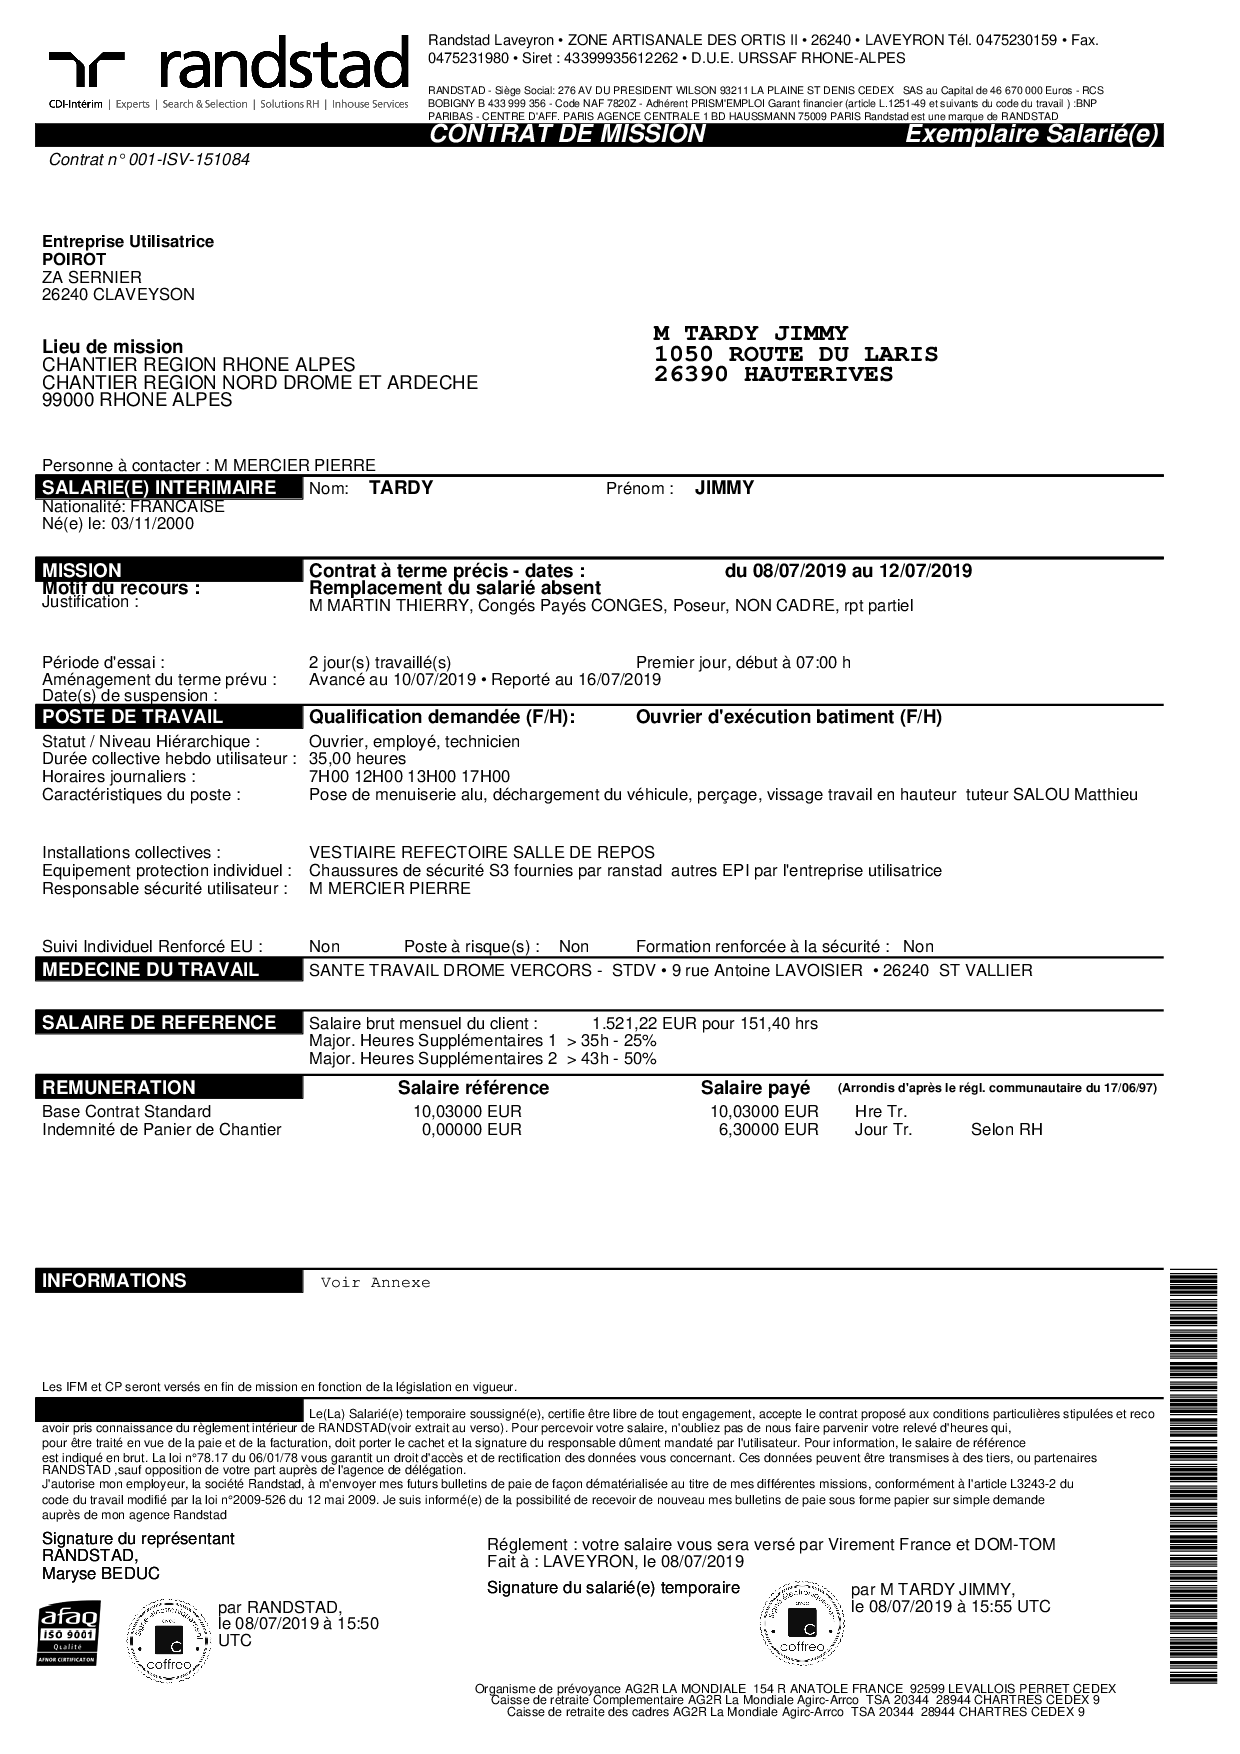 randstad
CDI-Intérim | Experts | Search & Selection | Solutions RH | Inhouse Services
Randstad Laveyron • ZONE ARTISANALE DES ORTIS II • 26240 • LAVEYRON Tél. 0475230159 • Fax.
0475231980 • Siret : 43399935612262 • D.U.E. URSSAF RHONE-ALPES
RANDSTAD - Siège Social: 276 AV DU PRESIDENT WILSON 93211 LA PLAINE ST DENIS CEDEX SAS au Capital de 46 670 000 Euros - RCS
BOBIGNY B 433 999 356 - Code NAF 7820Z - Adhérent PRISM'EMPLOI Garant financier (article L.1251-49 et suivants du code du travail ) :BNP
PARIBAS - CENTRE D'AFF. PARIS AGENCE CENTRALE 1 BD HAUSSMANN 75009 PARIS Randstad est une marque de RANDSTAD
CONTRAT DE MISSION Exemplaire Salarié(e)
Contrat n° 001-ISV-151084
Entreprise Utilisatrice
POIROT
ZA SERNIER
26240 CLAVEYSON
M TARDY JIMMY
1050 ROUTE DU LARIS
26390 HAUTERIVES
Lieu de mission
CHANTIER REGION RHONE ALPES
CHANTIER REGION NORD DROME ET ARDECHE
99000 RHONE ALPES
Personne à contacter : M MERCIER PIERRE
SALARIE(E) INTERIMAIRE Nom: TARDY Prénom : JIMMY
Nationalité: FRANCAISE
Né(e) le: 03/11/2000
MISSION Contrat à terme précis - dates : du 08/07/2019 au 12/07/2019
Motif du recours : Remplacement du salarié absent
Justification : M MARTIN THIERRY, Congés Payés CONGES, Poseur, NON CADRE, rpt partiel
Période d'essai : 2 jour(s) travaillé(s) Premier jour, début à 07:00 h
Aménagement du terme prévu : Avancé au 10/07/2019 • Reporté au 16/07/2019
Date(s) de suspension :
POSTE DE TRAVAIL Qualification demandée (F/H): Ouvrier d'exécution batiment (F/H)
Statut / Niveau Hiérarchique : Ouvrier, employé, technicien
Durée collective hebdo utilisateur : 35,00 heures
Horaires journaliers : 7H00 12H00 13H00 17H00
Caractéristiques du poste : Pose de menuiserie alu, déchargement du véhicule, perçage, vissage travail en hauteur tuteur SALOU Matthieu
Installations collectives : VESTIAIRE REFECTOIRE SALLE DE REPOS
Equipement protection individuel : Chaussures de sécurité S3 fournies par ranstad autres EPI par l'entreprise utilisatrice
Responsable sécurité utilisateur : M MERCIER PIERRE
Suivi Individuel Renforcé EU : Non Poste à risque(s) : Non Formation renforcée à la sécurité : Non
MEDECINE DU TRAVAIL SANTE TRAVAIL DROME VERCORS - STDV • 9 rue Antoine LAVOISIER • 26240 ST VALLIER
SALAIRE DE REFERENCE Salaire brut mensuel du client : 1.521,22 EUR pour 151,40 hrs
Major. Heures Supplémentaires 1 > 35h - 25%
Major. Heures Supplémentaires 2 > 43h - 50%
REMUNERATION Salaire référence Salaire payé (Arrondis d'après le régl. communautaire du 17/06/97)
Base Contrat Standard 10,03000 EUR 10,03000 EUR Hre Tr.
Indemnité de Panier de Chantier 0,00000 EUR 6,30000 EUR Jour Tr. Selon RH
INFORMATIONS Voir Annexe
Les IFM et CP seront versés en fin de mission en fonction de la législation en vigueur.
Le(La) Salarié(e) temporaire soussigné(e), certifie être libre de tout engagement, accepte le contrat proposé aux conditions particulières stipulées et reco
avoir pris connaissance du règlement intérieur de RANDSTAD(voir extrait au verso). Pour percevoir votre salaire, n'oubliez pas de nous faire parvenir votre relevé d'heures qui,
pour être traité en vue de la paie et de la facturation, doit porter le cachet et la signature du responsable dûment mandaté par l'utilisateur. Pour information, le salaire de référence
est indiqué en brut. La loi n°78.17 du 06/01/78 vous garantit un droit d'accès et de rectification des données vous concernant. Ces données peuvent être transmises à des tiers, ou partenaires
RANDSTAD ,sauf opposition de votre part auprès de l'agence de délégation.
J'autorise mon employeur, la société Randstad, à m'envoyer mes futurs bulletins de paie de façon dématérialisée au titre de mes différentes missions, conformément à l'article L3243-2 du
code du travail modifié par la loi n°2009-526 du 12 mai 2009. Je suis informé(e) de la possibilité de recevoir de nouveau mes bulletins de paie sous forme papier sur simple demande
auprès de mon agence Randstad
Signature du représentant
RANDSTAD,
Maryse BEDUC
Réglement : votre salaire vous sera versé par Virement France et DOM-TOM
Fait à : LAVEYRON, le 08/07/2019
Signature du salarié(e) temporaire
afaq
ISO 9001
Qualité
AFNOR CERTIFICATION
coffreo
par RANDSTAD,
le 08/07/2019 à 15:50
UTC
coffreo
par M TARDY JIMMY,
le 08/07/2019 à 15:55 UTC
Organisme de prévoyance AG2R LA MONDIALE 154 R ANATOLE FRANCE 92599 LEVALLOIS PERRET CEDEX
Caisse de retraite Complementaire AG2R La Mondiale Agirc-Arrco TSA 20344 28944 CHARTRES CEDEX 9
Caisse de retraite des cadres AG2R La Mondiale Agirc-Arrco TSA 20344 28944 CHARTRES CEDEX 9